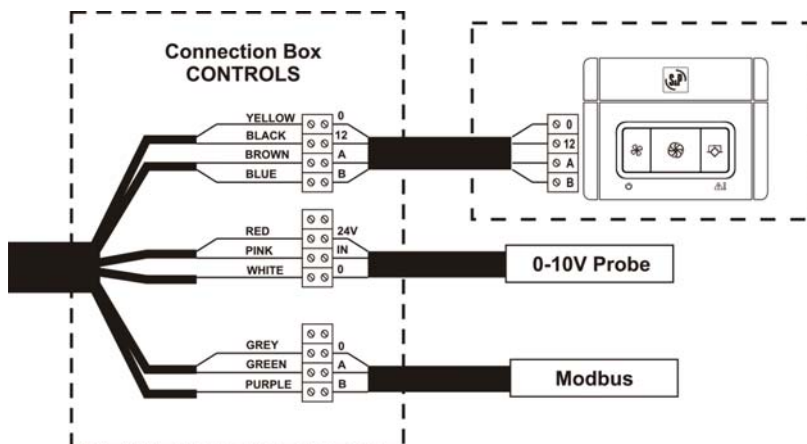 Connection Box
CONTROLS
YELLOW 0
BLACK 12
BROWN A
BLUE B
RED 24V
PINK IN
WHITE 0
GREY 0
GREEN A
PURPLE B
0
12
A
B
S&P
0-10V Probe
Modbus